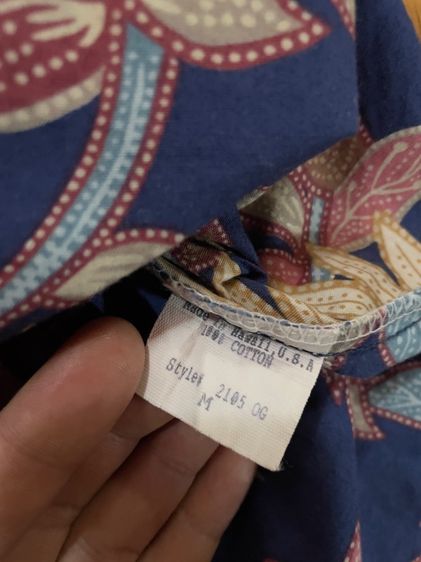 Made in Hawaii,U.S.A
100% COTTON
Style# 2105 OG
M